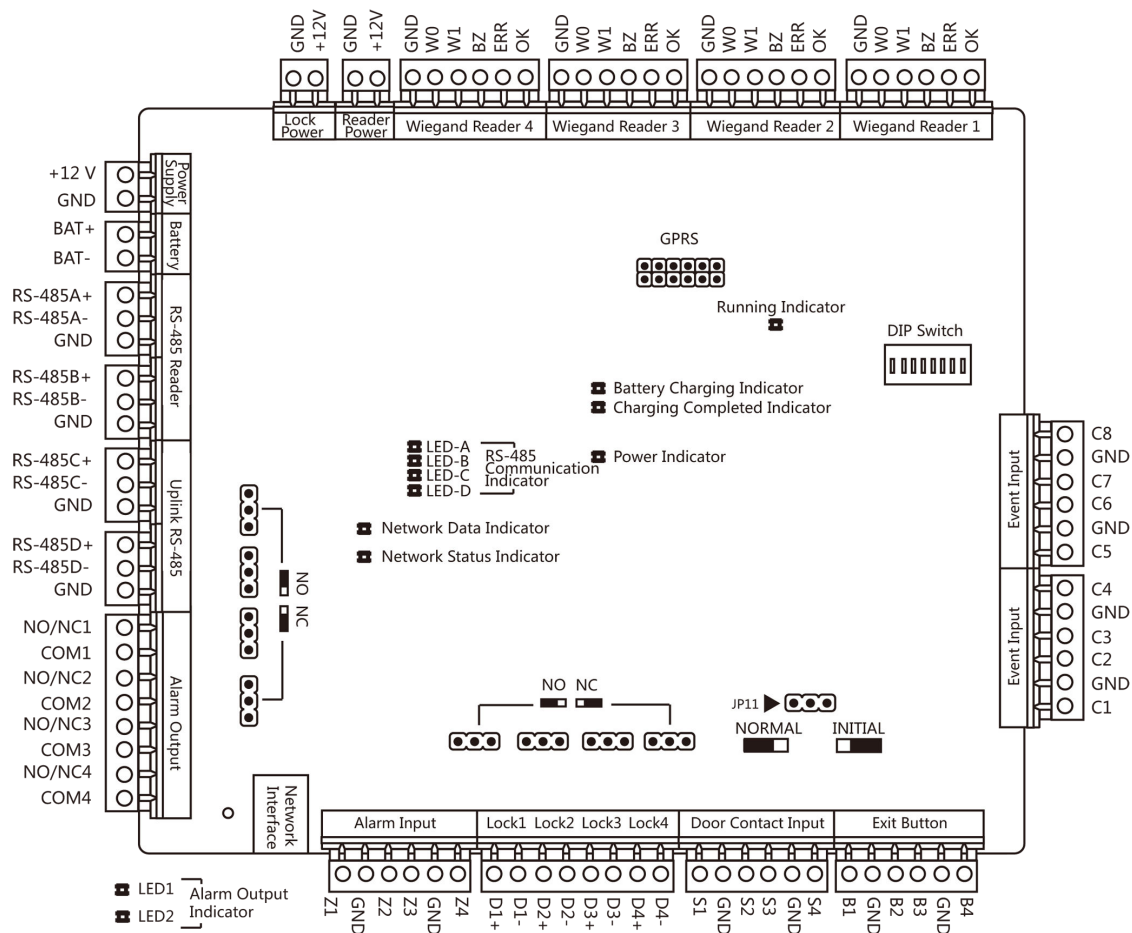 GND
+12V
GND
+12V
GND
W0
W1
BZ
ERR
OK
GND
W0
W1
BZ
ERR
OK
GND
W0
W1
BZ
ERR
OK
GND
W0
W1
BZ
ERR
OK
Lock
Power
Reader
Power
Wiegand Reader 4
Wiegand Reader 3
Wiegand Reader 2
Wiegand Reader 1
+12 V
GND
Power
Supply
BAT+
BAT-
Battery
RS-485A+
RS-485A-
GND
RS-485B+
RS-485B-
GND
RS-485 Reader
RS-485C+
RS-485C-
GND
RS-485D+
RS-485D-
GND
Uplink RS-485
NO/NC1
COM1
NO/NC2
COM2
NO/NC3
COM3
NO/NC4
COM4
Alarm Output
GPRS
Running Indicator
DIP Switch
Battery Charging Indicator
Charging Completed Indicator
Power Indicator
LED-A
LED-B
LED-C
LED-D
RS-485
Communication
Indicator
Network Data Indicator
Network Status Indicator
NO
NC
NO NC
JP11
NORMAL
INITIAL
C8
GND
C7
C6
GND
C5
Event Input
C4
GND
C3
C2
GND
C1
Event Input
Network
Interface
Alarm Input
Lock1 Lock2 Lock3 Lock4
Door Contact Input
Exit Button
Z1
GND
Z2
Z3
GND
Z4
D1+
D1-
D2+
D2-
D3+
D3-
D4+
D4-
S1
GND
S2
S3
GND
S4
B1
GND
B2
B3
GND
B4
LED1
LED2
Alarm Output
Indicator